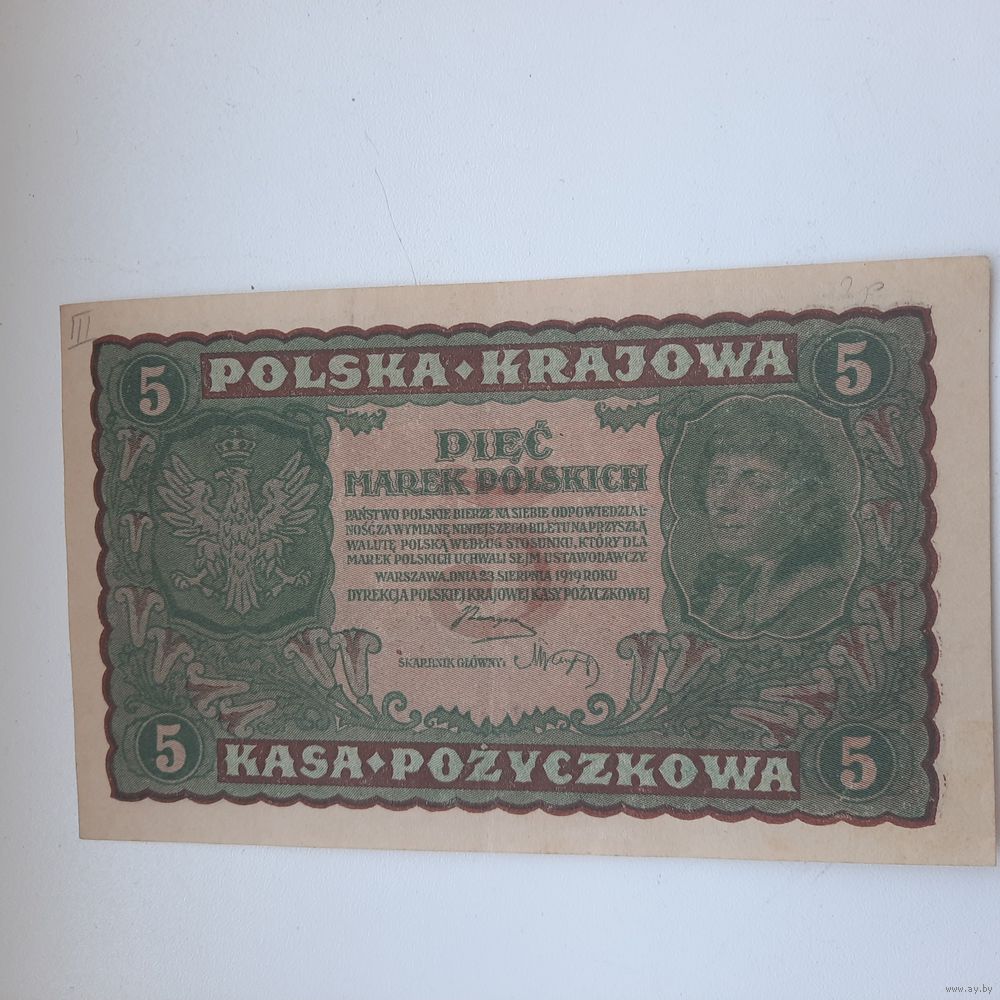 III
5 POLSKA · KRAJOWA 5
PIĘĆ
MAREK POLSKICH
PAŃSTWO POLSKIE BIERZE NA SIEBIE ODPOWIEDZIAL-
NOŚĆ ZA WYMIANĘ NINIEJSZEGO BILETU NA PRZYSZŁĄ
WALUTĘ POLSKĄ WEDŁUG STOSUNKU, KTÓRY DLA
MAREK POLSKICH UCHWALI SEJM USTAWODAWCZY.
WARSZAWA, DNIA 23 SIERPNIA 1919 ROKU
DYREKCJA POLSKIEJ KRAJOWEJ KASY POŻYCZKOWEJ
SKARBNIK GŁÓWNY:
5 KASA · POŻYCZKOWA 5
www.ay.by